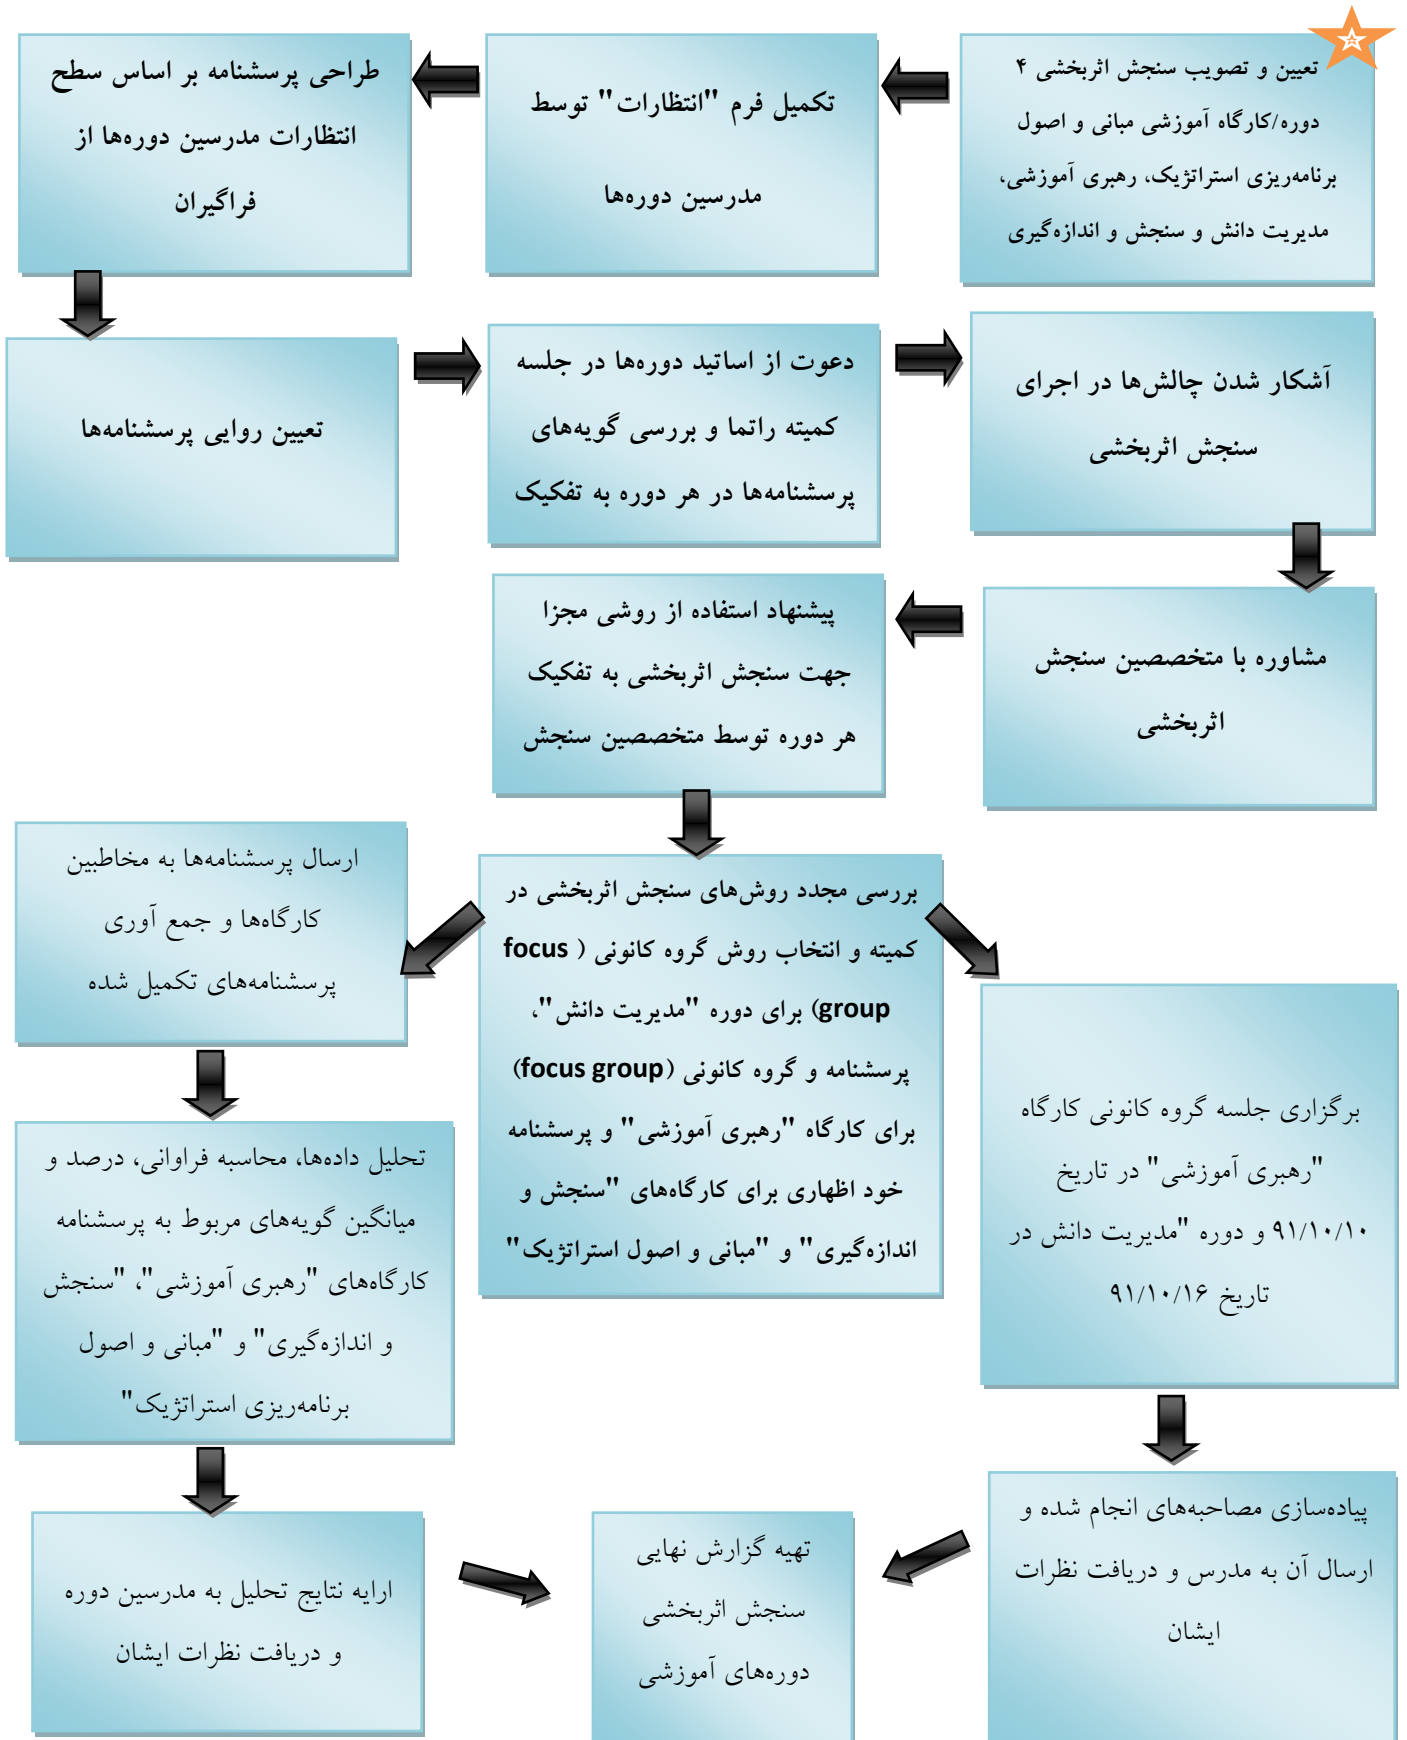 تعیین و تصویب سنجش اثربخشی ۴
دوره/کارگاه آموزشی مبانی و اصول
برنامه‌ریزی استراتژیک، رهبری آموزشی،
مدیریت دانش و سنجش و اندازه‌گیری
تکمیل فرم "انتظارات" توسط
مدرسین دوره‌ها
طراحی پرسشنامه بر اساس سطح
انتظارات مدرسین دوره‌ها از
فراگیران
تعیین روایی پرسشنامه‌ها
دعوت از اساتید دوره‌ها در جلسه
کمیته راتما و بررسی گویه‌های
پرسشنامه‌ها در هر دوره به تفکیک
آشکار شدن چالش‌ها در اجرای
سنجش اثربخشی
مشاوره با متخصصین سنجش
اثربخشی
پیشنهاد استفاده از روشی مجزا
جهت سنجش اثربخشی به تفکیک
هر دوره توسط متخصصین سنجش
بررسی مجدد روش‌های سنجش اثربخشی در
کمیته و انتخاب روش گروه کانونی ( focus
group) برای دوره "مدیریت دانش"،
پرسشنامه و گروه کانونی (focus group)
برای کارگاه "رهبری آموزشی" و پرسشنامه
خود اظهاری برای کارگاه‌های "سنجش و
اندازه‌گیری" و "مبانی و اصول استراتژیک"
برگزاری جلسه گروه کانونی کارگاه
"رهبری آموزشی" در تاریخ
۹۱/۱۰/۱۰ و دوره "مدیریت دانش در
تاریخ ۹۱/۱۰/۱۶
پیاده‌سازی مصاحبه‌های انجام شده و
ارسال آن به مدرس و دریافت نظرات
ایشان
ارسال پرسشنامه‌ها به مخاطبین
کارگاه‌ها و جمع آوری
پرسشنامه‌های تکمیل شده
تحلیل داده‌ها، محاسبه فراوانی، درصد و
میانگین گویه‌های مربوط به پرسشنامه
کارگاه‌های "رهبری آموزشی"، "سنجش
و اندازه‌گیری" و "مبانی و اصول
برنامه‌ریزی استراتژیک"
ارایه نتایج تحلیل به مدرسین دوره
و دریافت نظرات ایشان
تهیه گزارش نهایی
سنجش اثربخشی
دوره‌های آموزشی